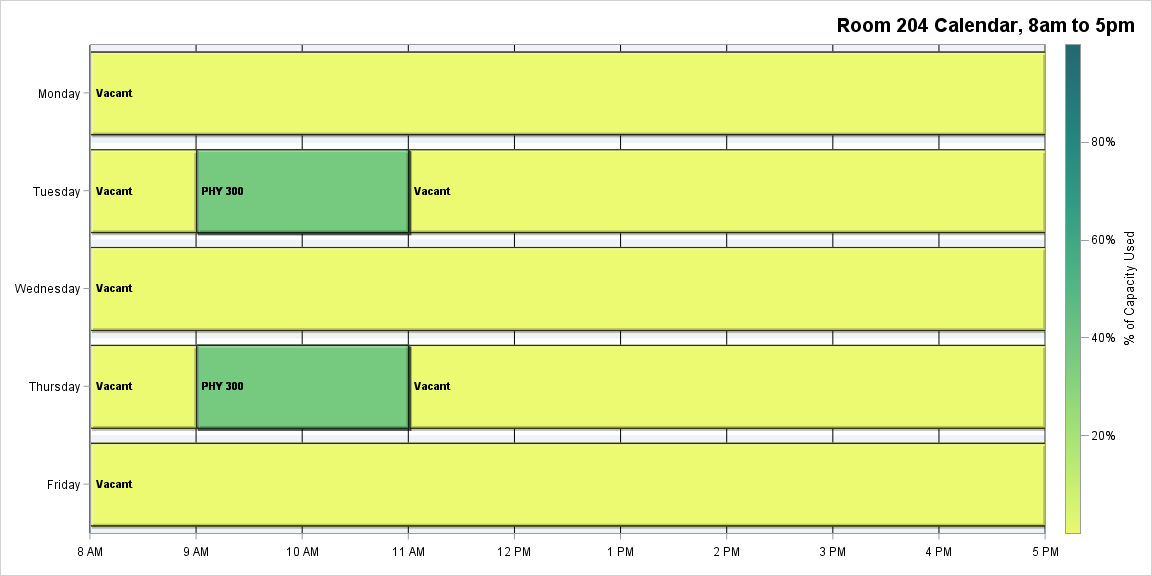 Room 204 Calendar, 8am to 5pm
Monday
Vacant
80%
Tuesday
Vacant
PHY 300
Vacant
60%
% of Capacity Used
Wednesday
Vacant
40%
Thursday
Vacant
PHY 300
Vacant
20%
Friday
Vacant
8 AM
9 AM
10 AM
11 AM
12 PM
1 PM
2 PM
3 PM
4 PM
5 PM